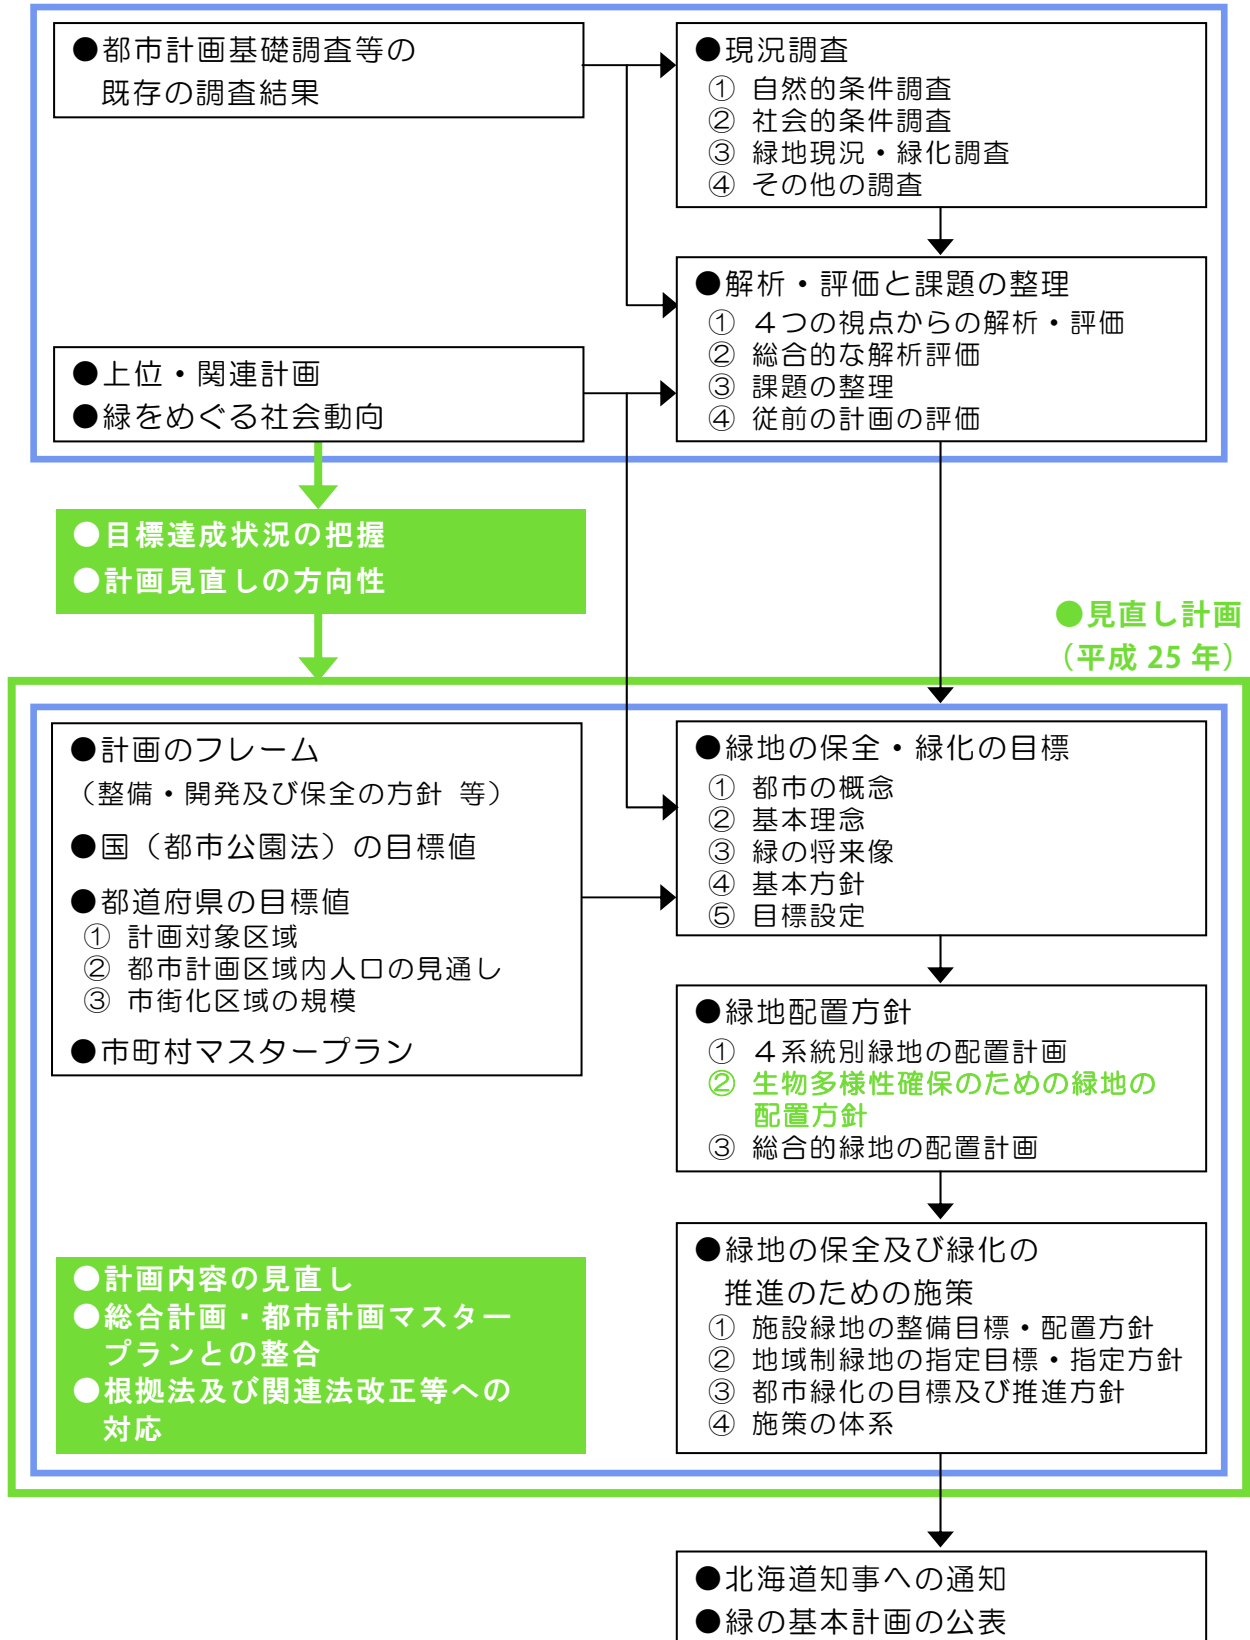 ●都市計画基礎調査等の
既存の調査結果
●現況調査
① 自然的条件調査
② 社会的条件調査
③ 緑地現況・緑化調査
④ その他の調査
●解析・評価と課題の整理
① ４つの視点からの解析・評価
② 総合的な解析評価
③ 課題の整理
④ 従前の計画の評価
●上位・関連計画
●緑をめぐる社会動向
●目標達成状況の把握
●計画見直しの方向性
●見直し計画
（平成 25 年）
●計画のフレーム
（整備・開発及び保全の方針 等）
●国（都市公園法）の目標値
●都道府県の目標値
① 計画対象区域
② 都市計画区域内人口の見通し
③ 市街化区域の規模
●市町村マスタープラン
●緑地の保全・緑化の目標
① 都市の概念
② 基本理念
③ 緑の将来像
④ 基本方針
⑤ 目標設定
●緑地配置方針
① ４系統別緑地の配置計画
② 生物多様性確保のための緑地の
配置方針
③ 総合的緑地の配置計画
●計画内容の見直し
●総合計画・都市計画マスター
プランとの整合
●根拠法及び関連法改正等への
対応
●緑地の保全及び緑化の
推進のための施策
① 施設緑地の整備目標・配置方針
② 地域制緑地の指定目標・指定方針
③ 都市緑化の目標及び推進方針
④ 施策の体系
●北海道知事への通知
●緑の基本計画の公表